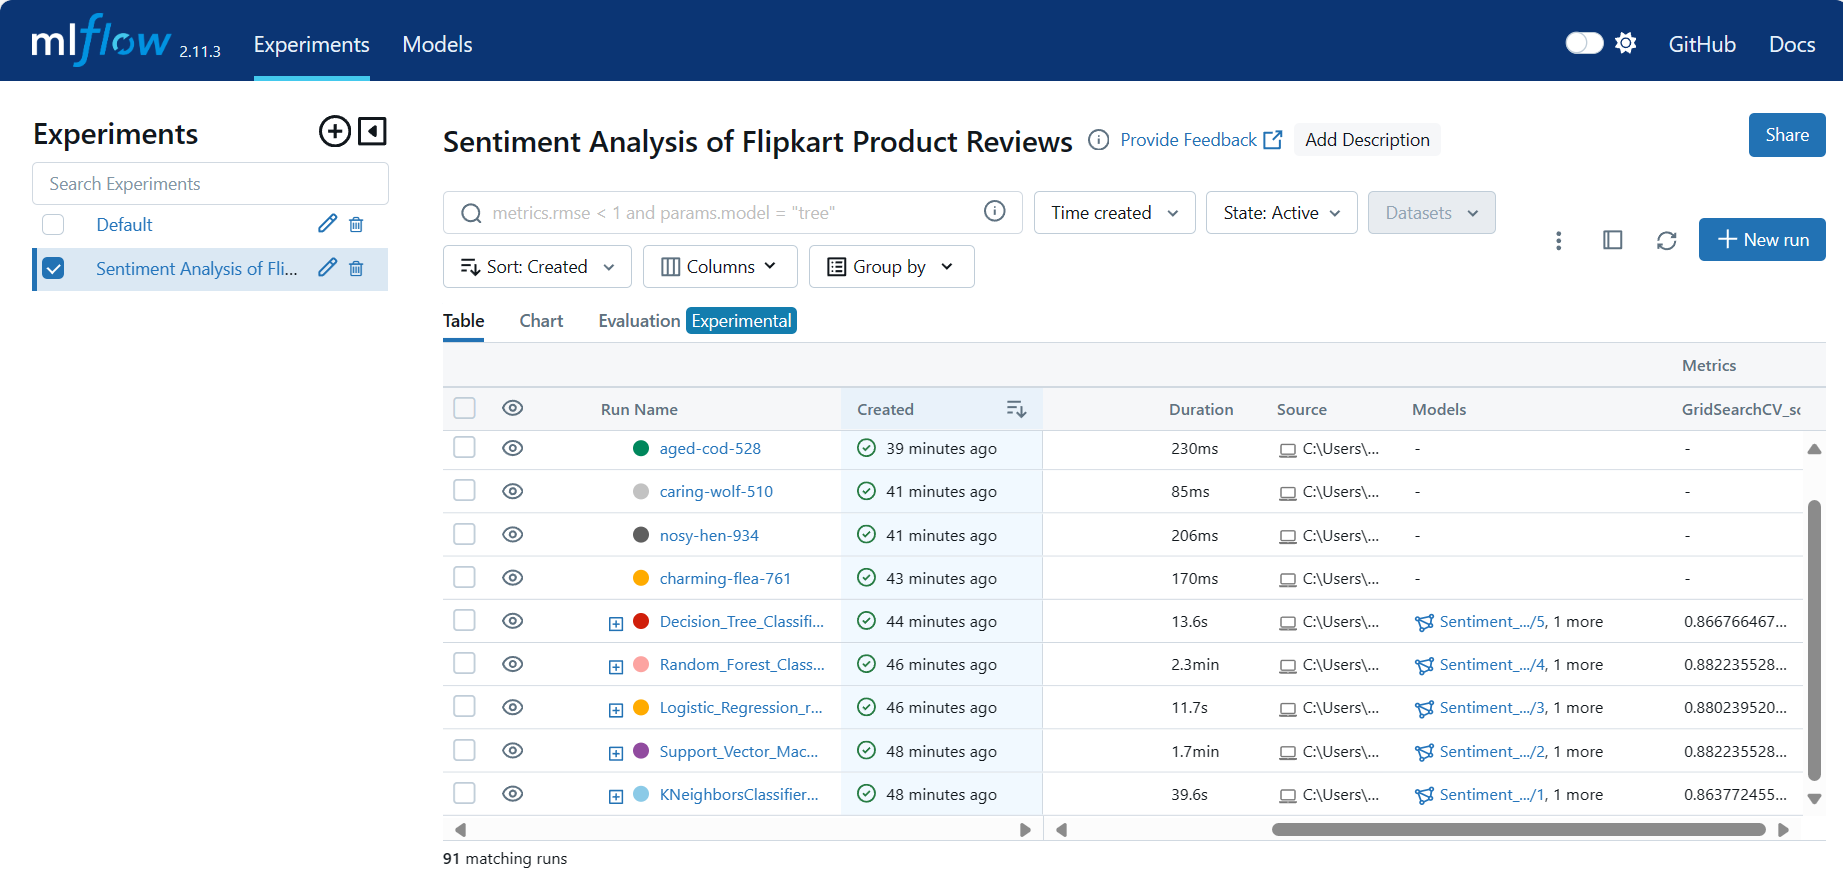 mlflow 2.11.3 Experiments Models GitHub Docs
Experiments
Search Experiments
Default
Sentiment Analysis of Fli...
Sentiment Analysis of Flipkart Product Reviews Provide Feedback Add Description Share
metrics.rmse < 1 and params.model = "tree" Time created State: Active Datasets
New run
Sort: Created Columns Group by
Table Chart Evaluation Experimental
Metrics
Run Name Created Duration Source Models GridSearchCV_sc
aged-cod-528 39 minutes ago 230ms C:\Users\... - -
caring-wolf-510 41 minutes ago 85ms C:\Users\... - -
nosy-hen-934 41 minutes ago 206ms C:\Users\... - -
charming-flea-761 43 minutes ago 170ms C:\Users\... - -
Decision_Tree_Classifi... 44 minutes ago 13.6s C:\Users\... Sentiment_.../5, 1 more 0.866766467...
Random_Forest_Class... 46 minutes ago 2.3min C:\Users\... Sentiment_.../4, 1 more 0.882235528...
Logistic_Regression_r... 46 minutes ago 11.7s C:\Users\... Sentiment_.../3, 1 more 0.880239520...
Support_Vector_Mac... 48 minutes ago 1.7min C:\Users\... Sentiment_.../2, 1 more 0.882235528...
KNeighborsClassifier... 48 minutes ago 39.6s C:\Users\... Sentiment_.../1, 1 more 0.863772455...
91 matching runs